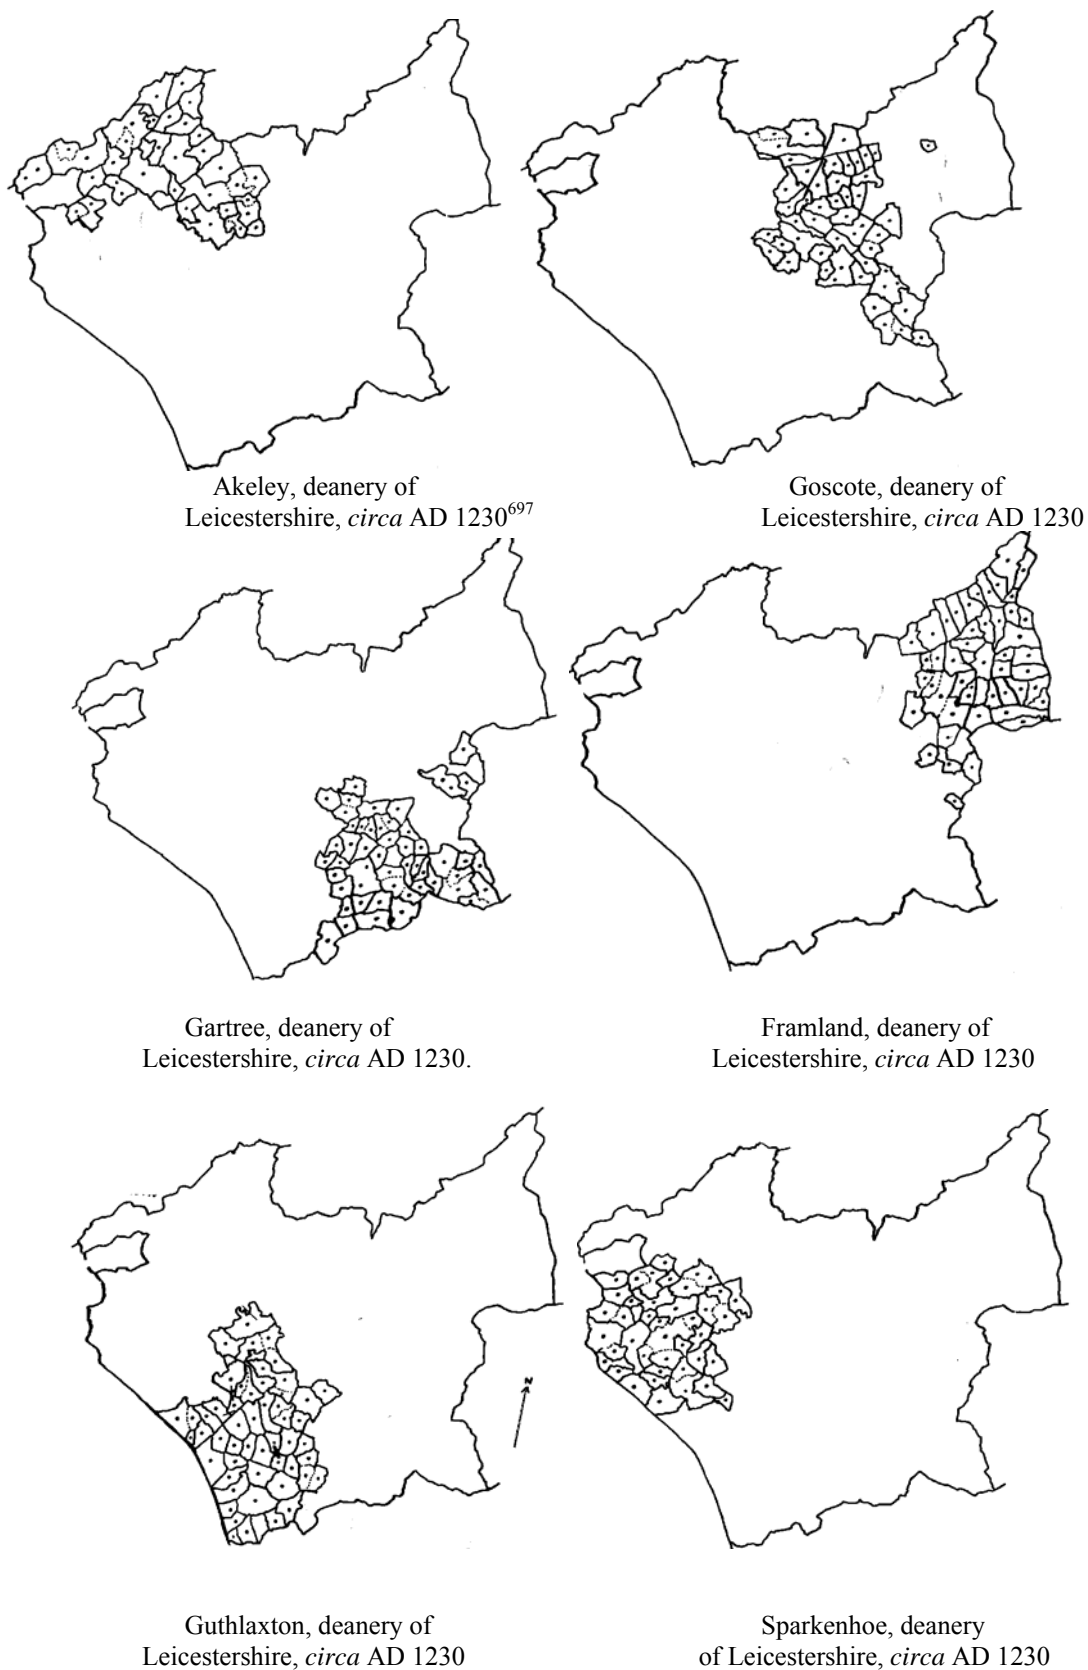 Akeley, deanery of
Leicestershire, circa AD 1230697
Goscote, deanery of
Leicestershire, circa AD 1230
Gartree, deanery of
Leicestershire, circa AD 1230.
Framland, deanery of
Leicestershire, circa AD 1230
N
Guthlaxton, deanery of
Leicestershire, circa AD 1230
Sparkenhoe, deanery
of Leicestershire, circa AD 1230